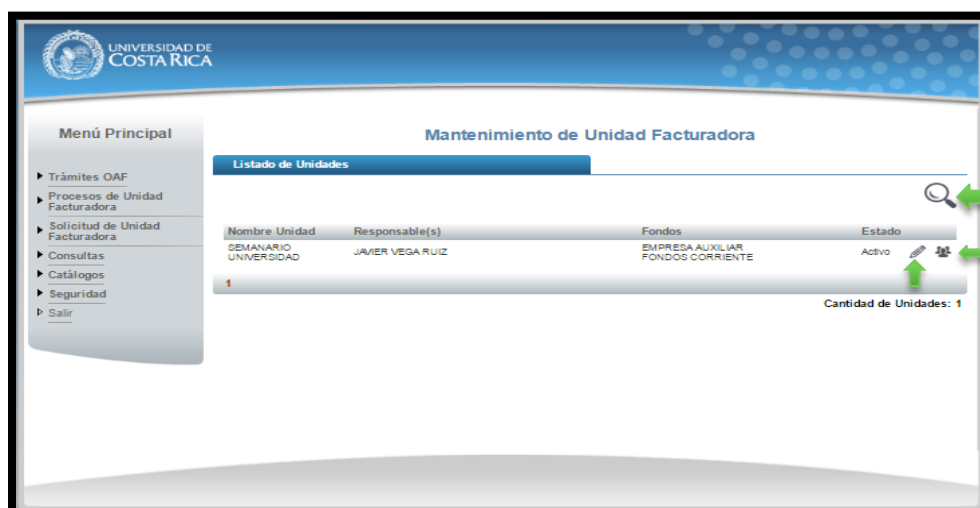 UNIVERSIDAD DE
COSTA RICA
Menú Principal
Trámites OAF
Procesos de Unidad
Facturadora
Solicitud de Unidad
Facturadora
Consultas
Catálogos
Seguridad
Salir
Mantenimiento de Unidad Facturadora
Listado de Unidades
Nombre Unidad Responsable(s) Fondos Estado
SEMANARIO
UNIVERSIDAD
JAVIER VEGA RUIZ
EMPRESA AUXILIAR
FONDOS CORRIENTE
Activo
1
Cantidad de Unidades: 1